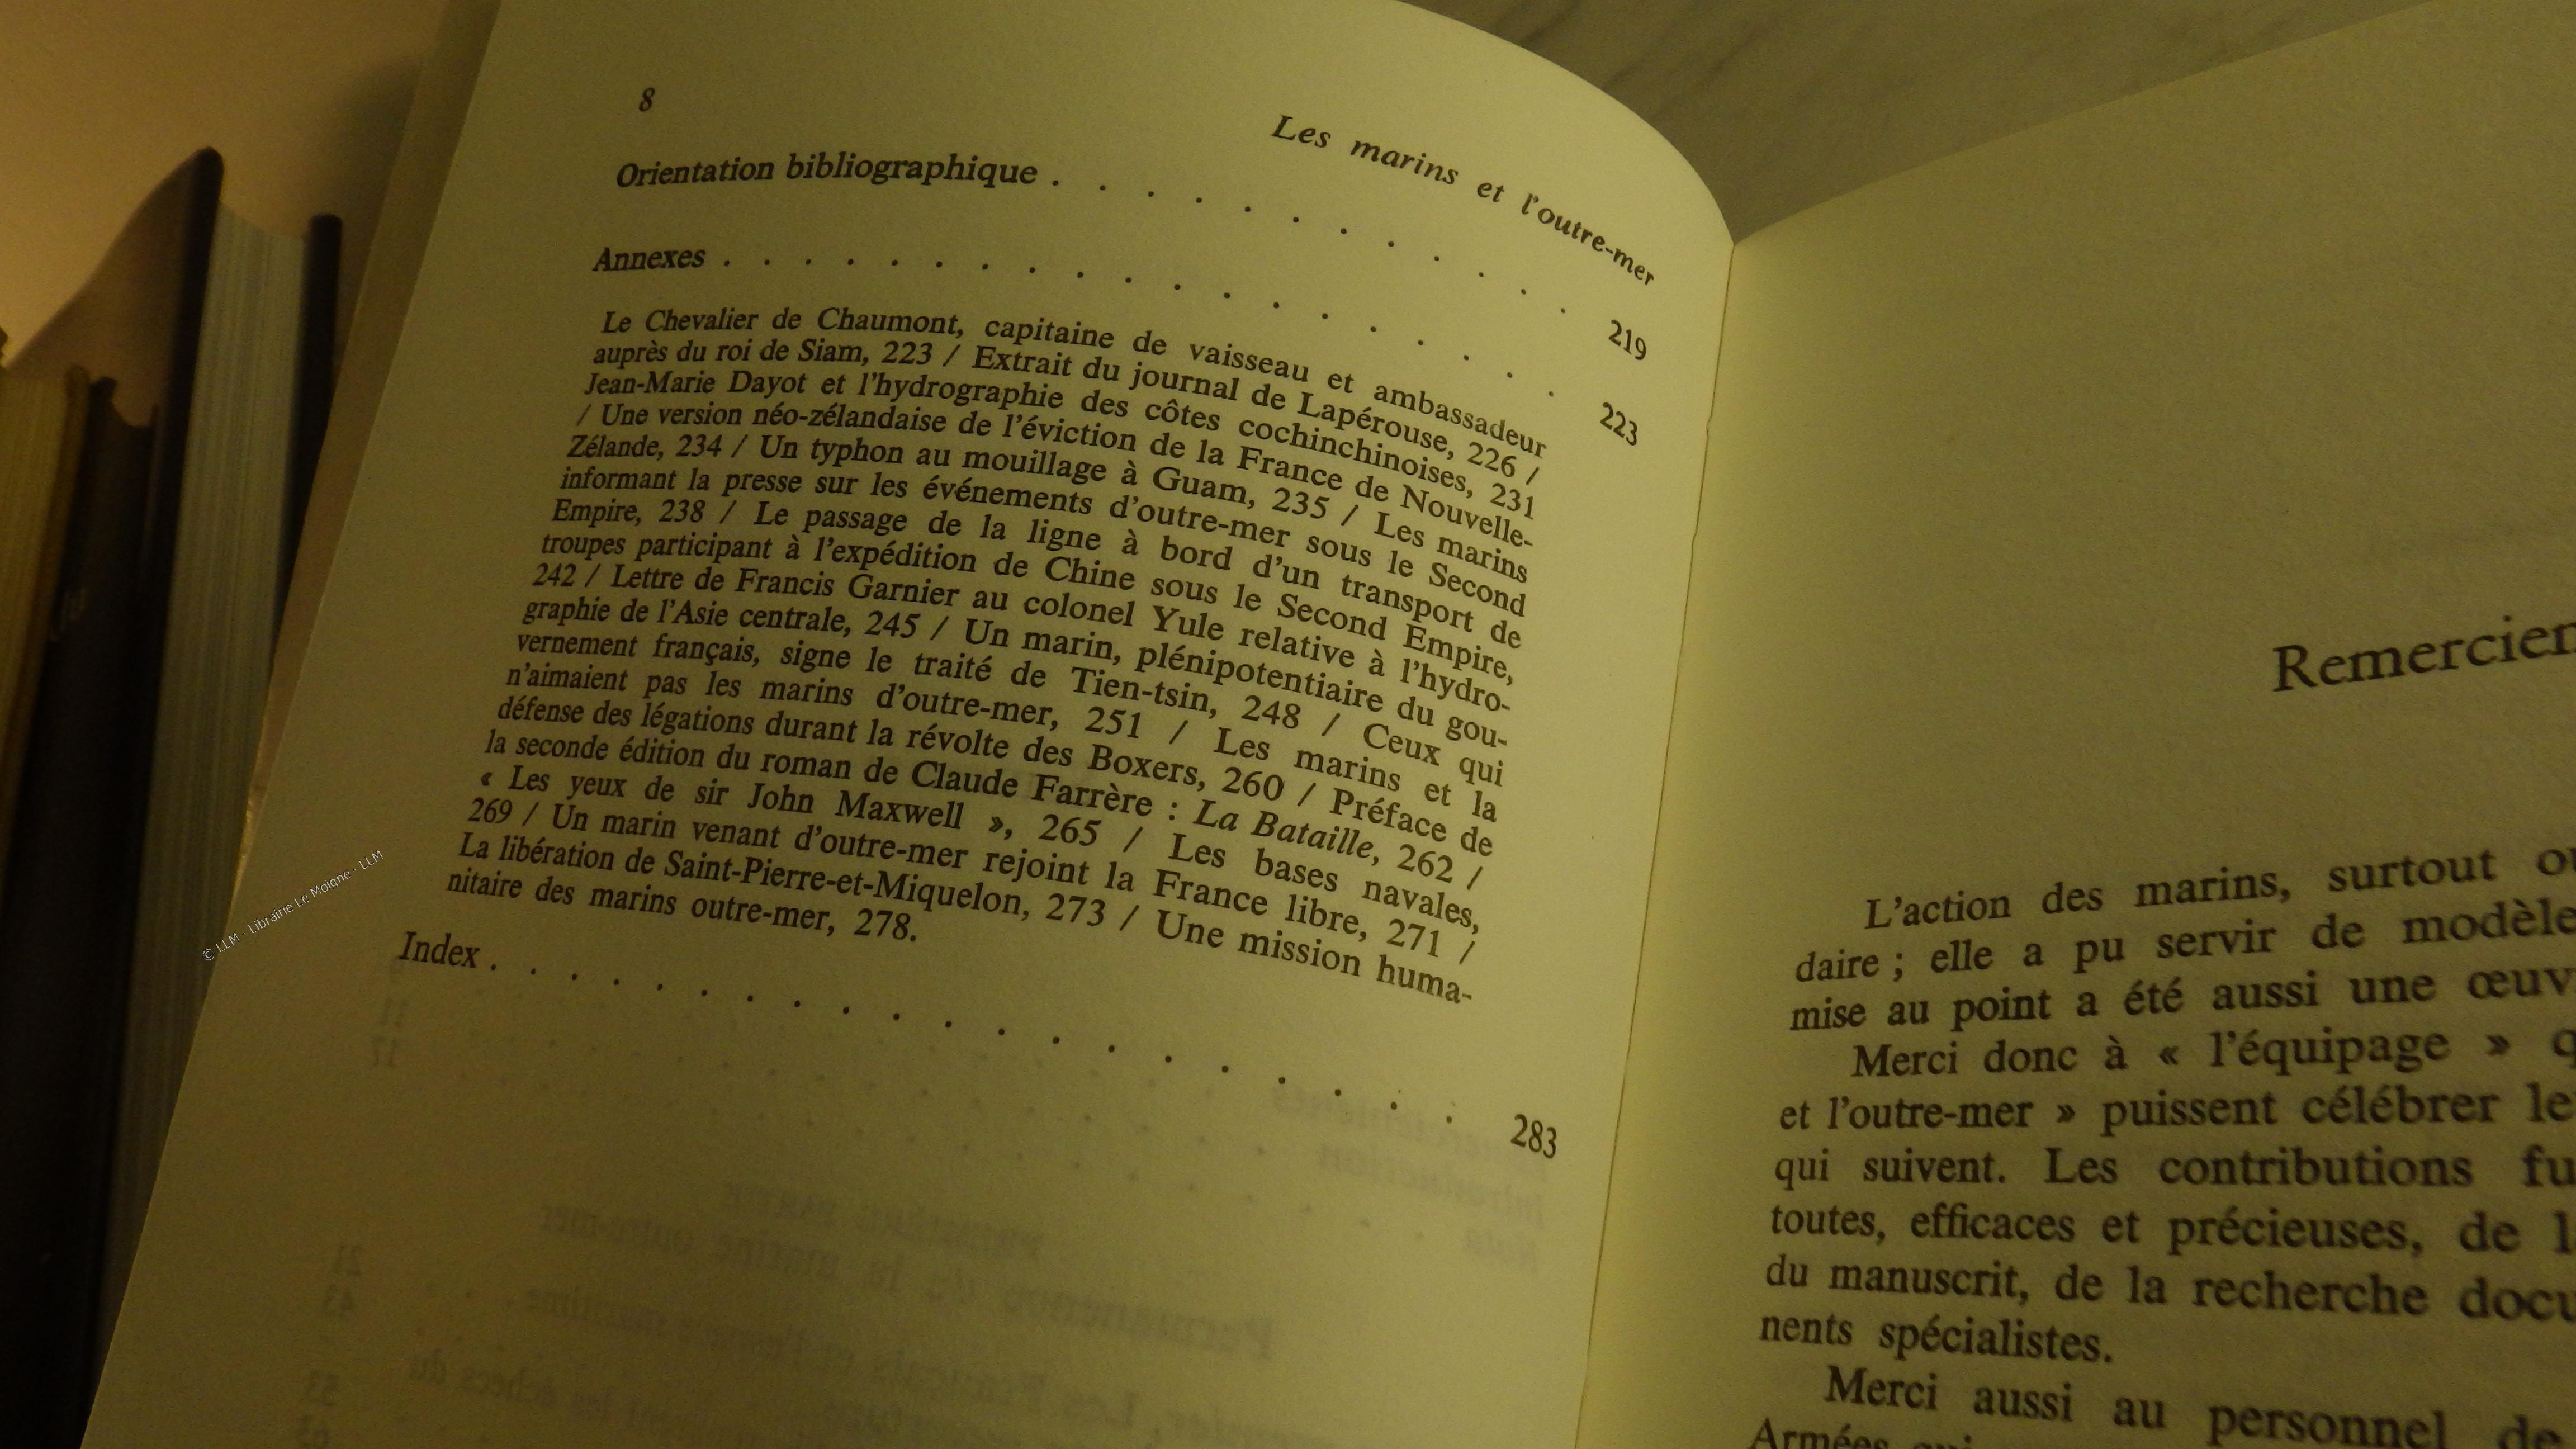 8
Les marins et l'outre-mer
Orientation bibliographique . . . . . . . . . . . . 219
Annexes . . . . . . . . . . . . . . . . . . 223
Le Chevalier de Chaumont, capitaine de vaisseau et ambassadeur
auprès du roi de Siam, 223 / Extrait du journal de Lapérouse, 226 /
Jean-Marie Dayot et l'hydrographie des côtes cochinchinoises, 231
/ Une version néo-zélandaise de l'éviction de la France de Nouvelle-
Zélande, 234 / Un typhon au mouillage à Guam, 235 / Les marins
informant la presse sur les événements d'outre-mer sous le Second
Empire, 238 / Le passage de la ligne à bord d'un transport de
troupes participant à l'expédition de Chine sous le Second Empire,
242 / Lettre de Francis Garnier au colonel Yule relative à l'hydro-
graphie de l'Asie centrale, 245 / Un marin, plénipotentiaire du gou-
vernement français, signe le traité de Tien-tsin, 248 / Ceux qui
n'aimaient pas les marins d'outre-mer, 251 / Les marins et la
défense des légations durant la révolte des Boxers, 260 / Préface de
la seconde édition du roman de Claude Farrère : La Bataille, 262 /
« Les yeux de sir John Maxwell », 265 / Les bases navales,
269 / Un marin venant d'outre-mer rejoint la France libre, 271 /
La libération de Saint-Pierre-et-Miquelon, 273 / Une mission huma-
nitaire des marins outre-mer, 278.
Index . . . . . . . . . . . . . . . . . . . 283
© LLM - Librairie Le Moigne - LLM
Remercien
L'action des marins, surtout
daire ; elle a pu servir de modèle
mise au point a été aussi une œuv
Merci donc à « l'équipage » q
et l'outre-mer » puissent célébrer le
qui suivent. Les contributions fu
toutes, efficaces et précieuses, de l
du manuscrit, de la recherche docu
nents spécialistes.
Merci aussi au personnel de
Armées